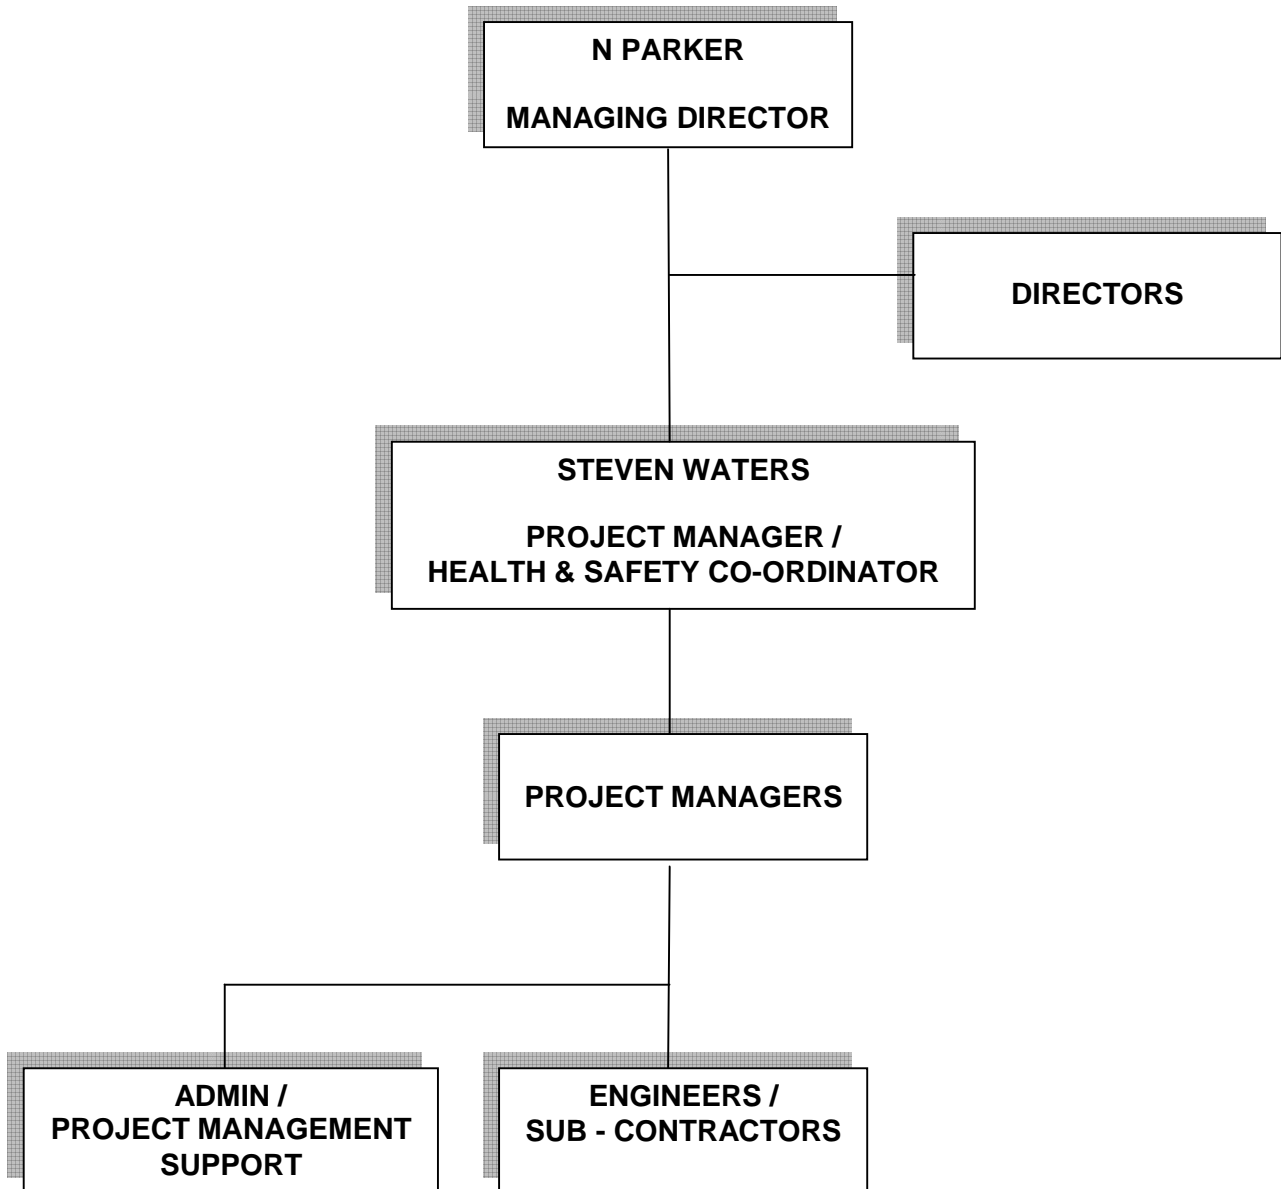 N PARKER
MANAGING DIRECTOR
DIRECTORS
STEVEN WATERS
PROJECT MANAGER /
HEALTH & SAFETY CO-ORDINATOR
PROJECT MANAGERS
ADMIN /
PROJECT MANAGEMENT
SUPPORT
ENGINEERS /
SUB - CONTRACTORS